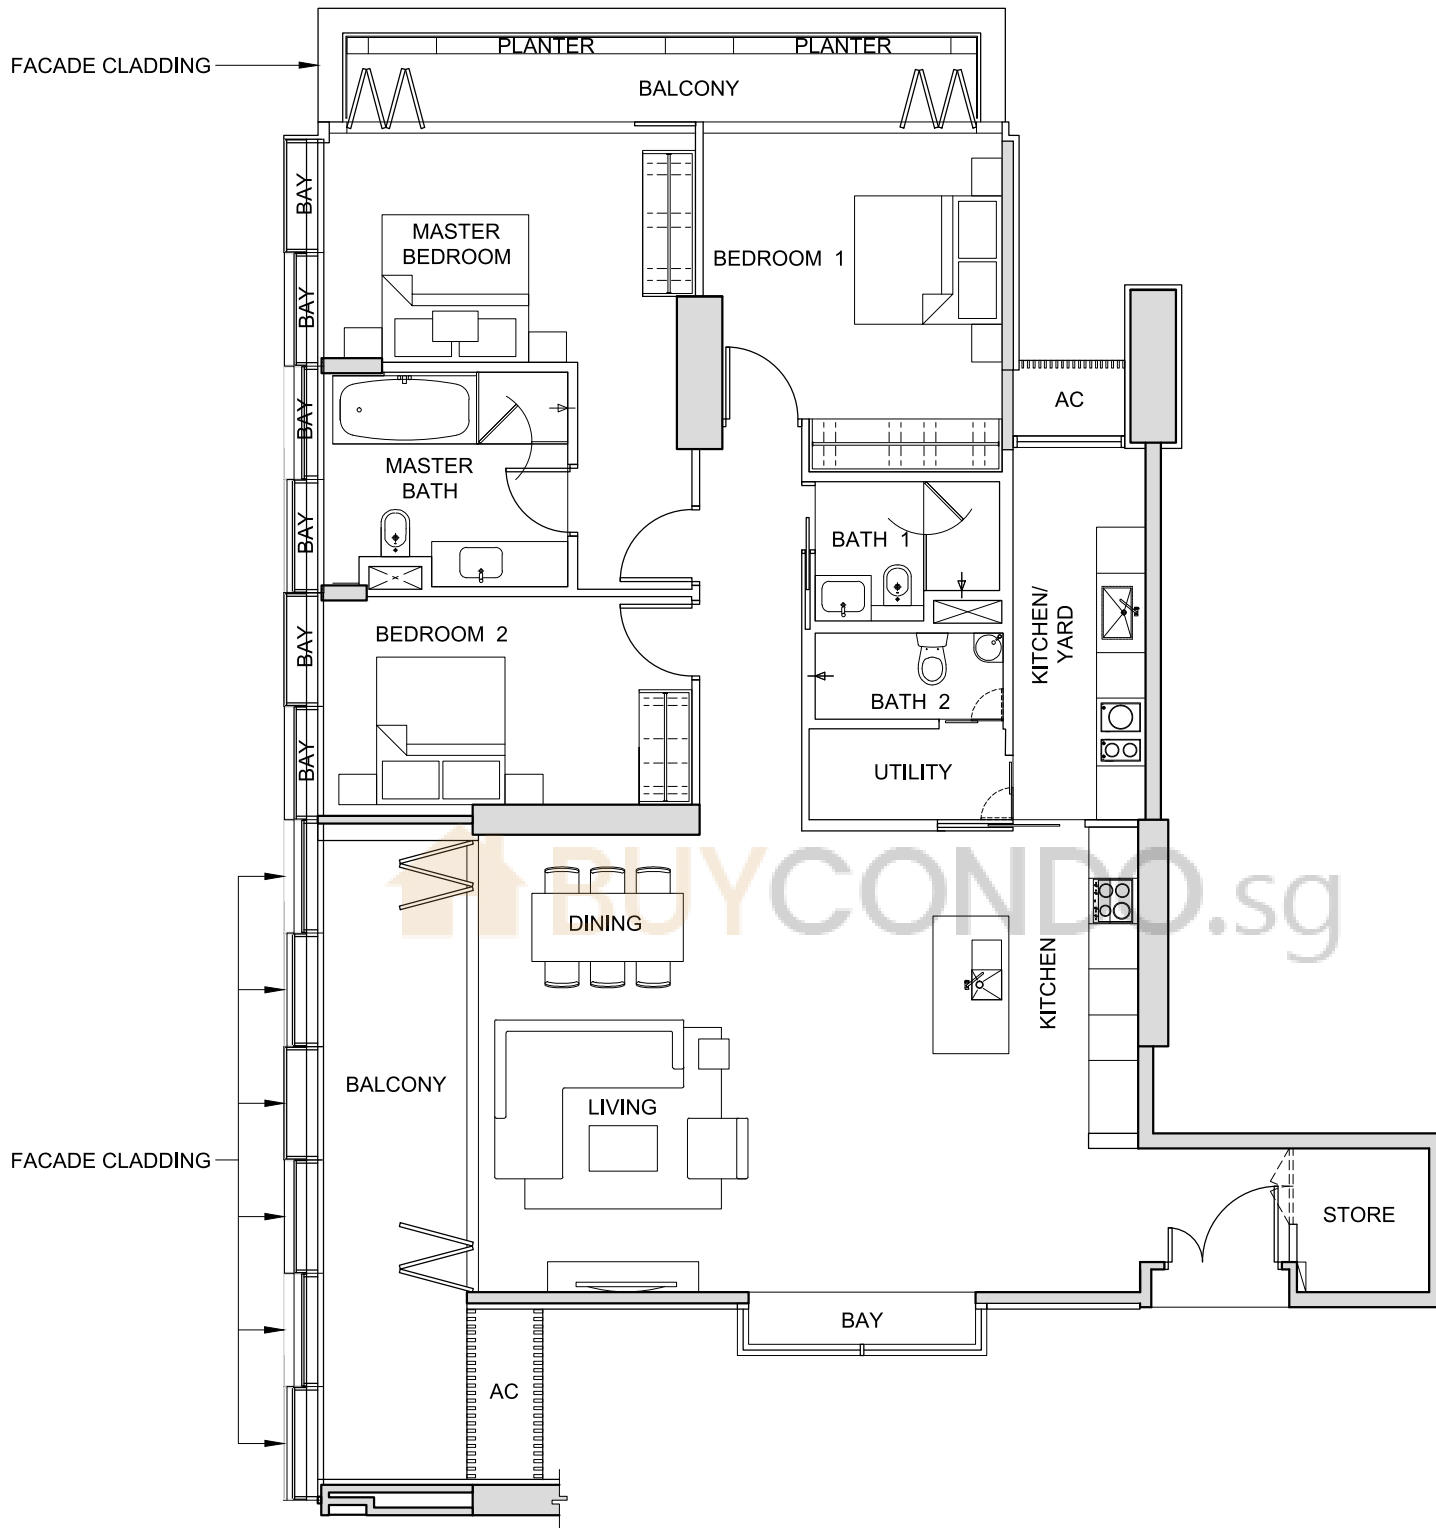 PLANTER
PLANTER
FACADE CLADDING
BALCONY
BAY
MASTER
BEDROOM
BEDROOM 1
BAY
AC
BAY
MASTER
BATH
BAY
BATH 1
KITCHEN/
YARD
BAY
BEDROOM 2
BATH 2
BAY
UTILITY
BUYCONDO.sg
DINING
KITCHEN
BALCONY
LIVING
FACADE CLADDING
STORE
BAY
AC